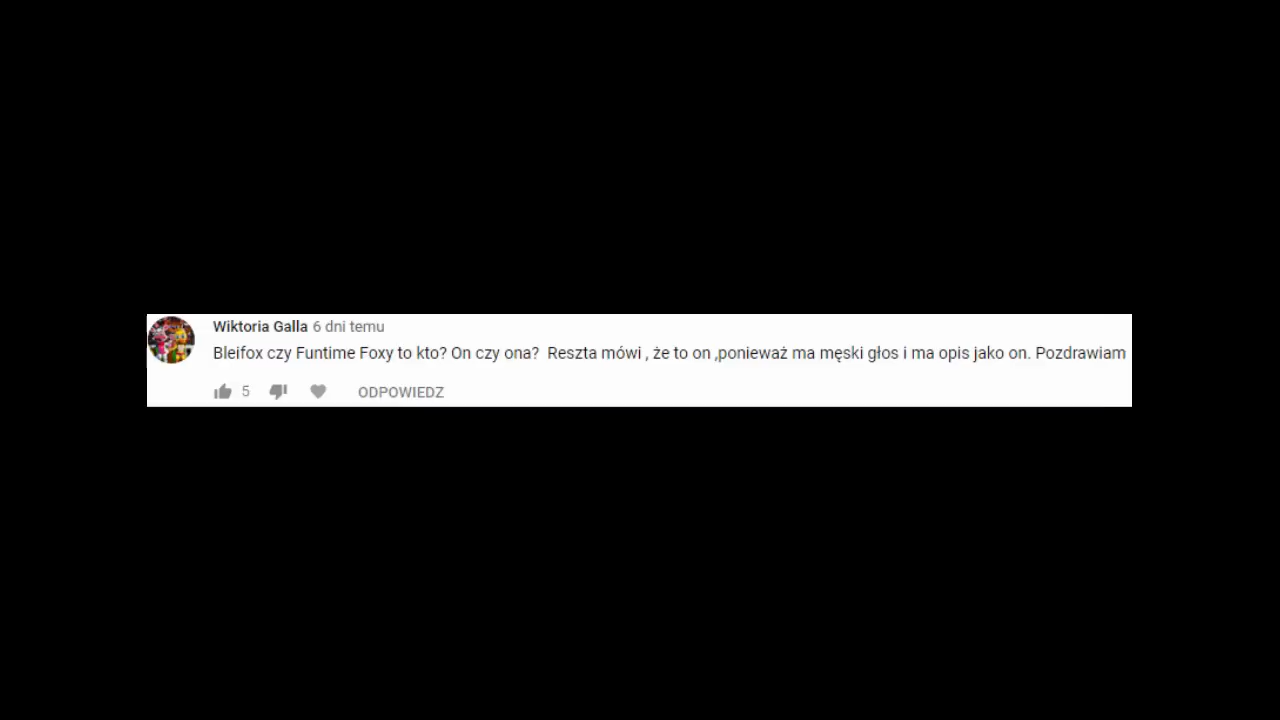 Wiktoria Galla 6 dni temu
Bleifox czy Funtime Foxy to kto? On czy ona?  Reszta mówi , że to on ,ponieważ ma męski głos i ma opis jako on. Pozdrawiam
5 ODPOWIEDZ